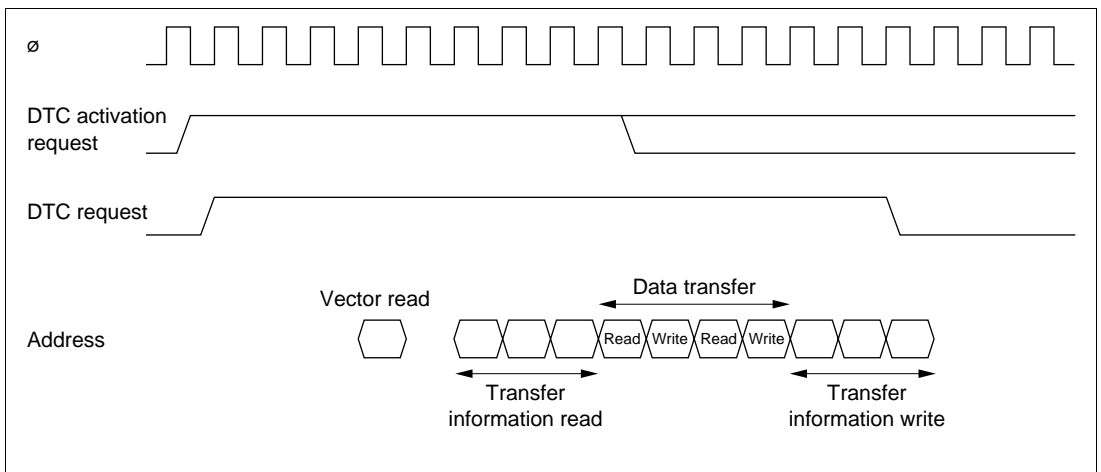 ø
DTC activation
request
DTC request
Data transfer
Vector read
Address
Read Write Read Write
Transfer
information read
Transfer
information write